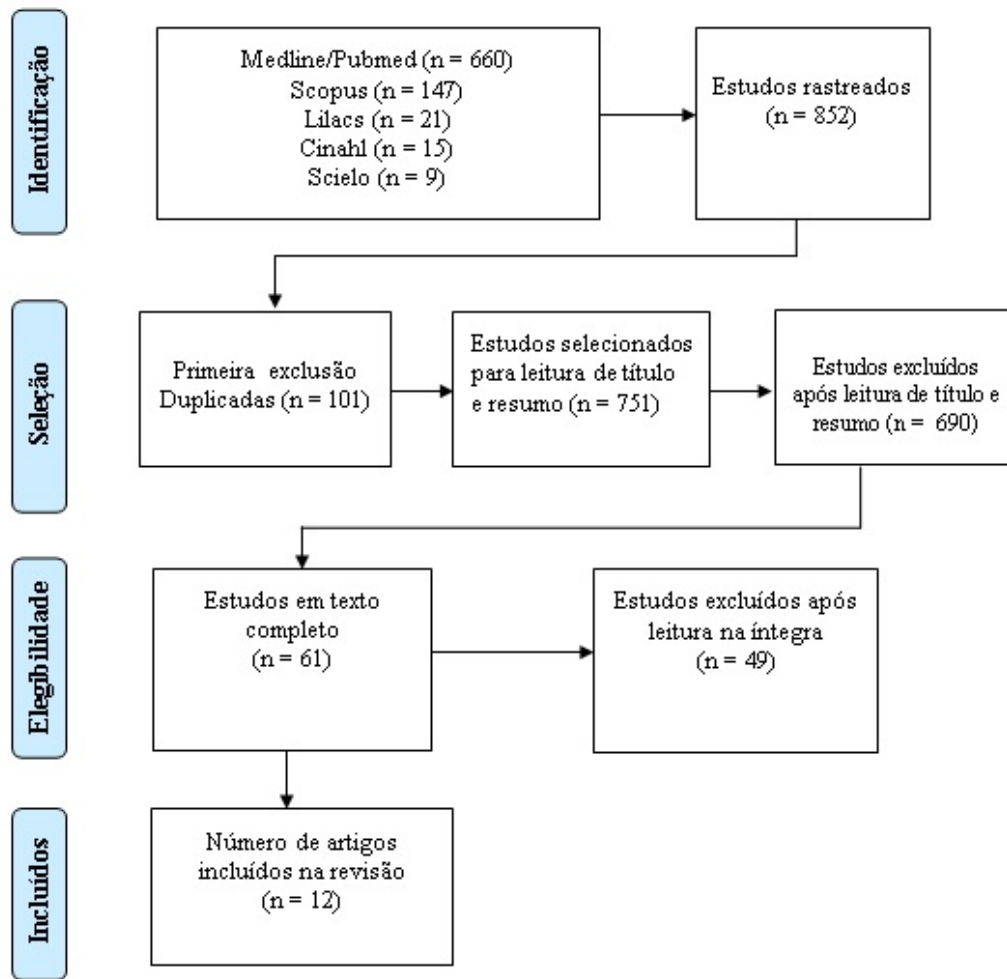 Identificação
Medline/Pubmed (n = 660)
Scopus (n = 147)
Lilacs (n = 21)
Cinahl (n = 15)
Scielo (n = 9)
Estudos rastreados
(n = 852)
Seleção
Primeira exclusão
Duplicadas (n = 101)
Estudos selecionados
para leitura de título
e resumo (n = 751)
Estudos excluídos
após leitura de título e
resumo (n = 690)
Elegibilidade
Estudos em texto
completo
(n = 61)
Estudos excluídos após
leitura na íntegra
(n = 49)
Incluídos
Número de artigos
incluídos na revisão
(n = 12)